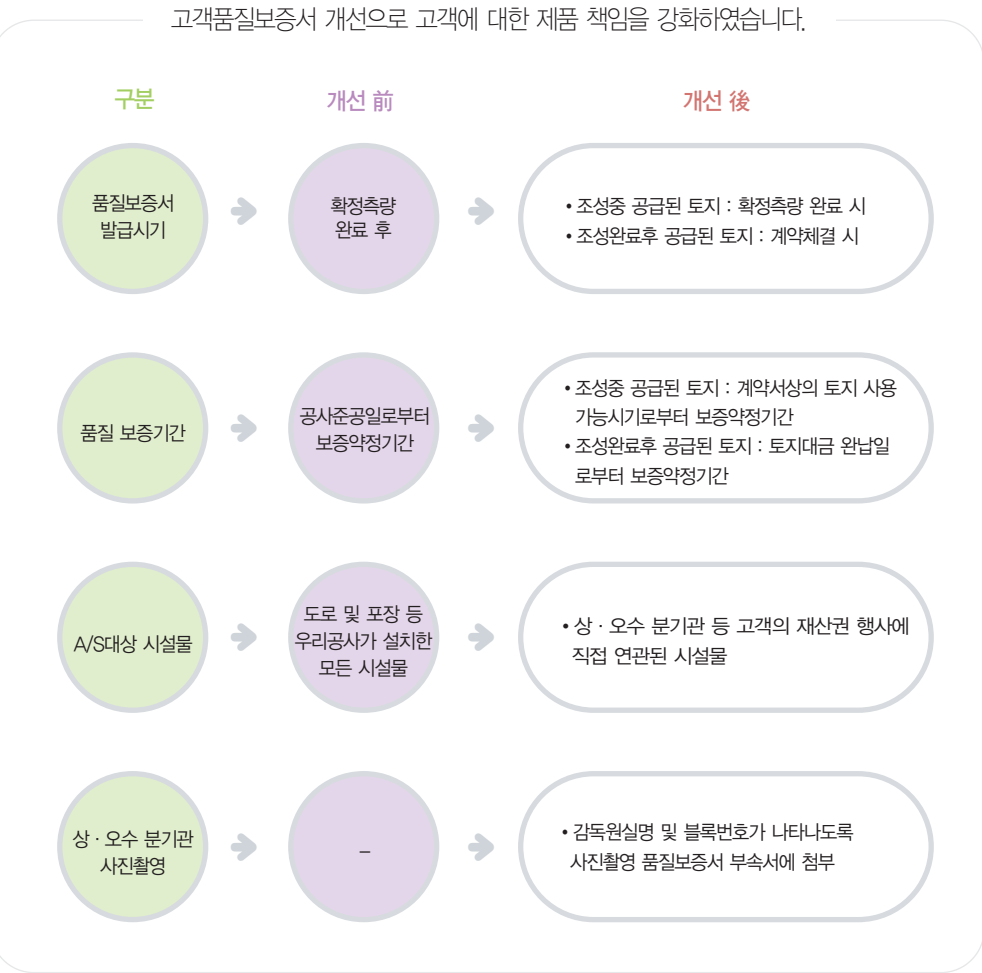 고객품질보증서 개선으로 고객에 대한 제품 책임을 강화하였습니다.
구분
개선 前
개선 後
품질보증서
발급시기
확정측량
완료 후
• 조성중 공급된 토지 : 확정측량 완료 시
• 조성완료후 공급된 토지 : 계약체결 시
품질 보증기간
공사준공일로부터
보증약정기간
• 조성중 공급된 토지 : 계약서상의 토지 사용
가능시기로부터 보증약정기간
• 조성완료후 공급된 토지 : 토지대금 완납일
로부터 보증약정기간
A/S대상 시설물
도로 및 포장 등
우리공사가 설치한
모든 시설물
• 상 · 오수 분기관 등 고객의 재산권 행사에
직접 연관된 시설물
상 · 오수 분기관
사진촬영
–
• 감독원실명 및 블록번호가 나타나도록
사진촬영 품질보증서 부속서에 첨부